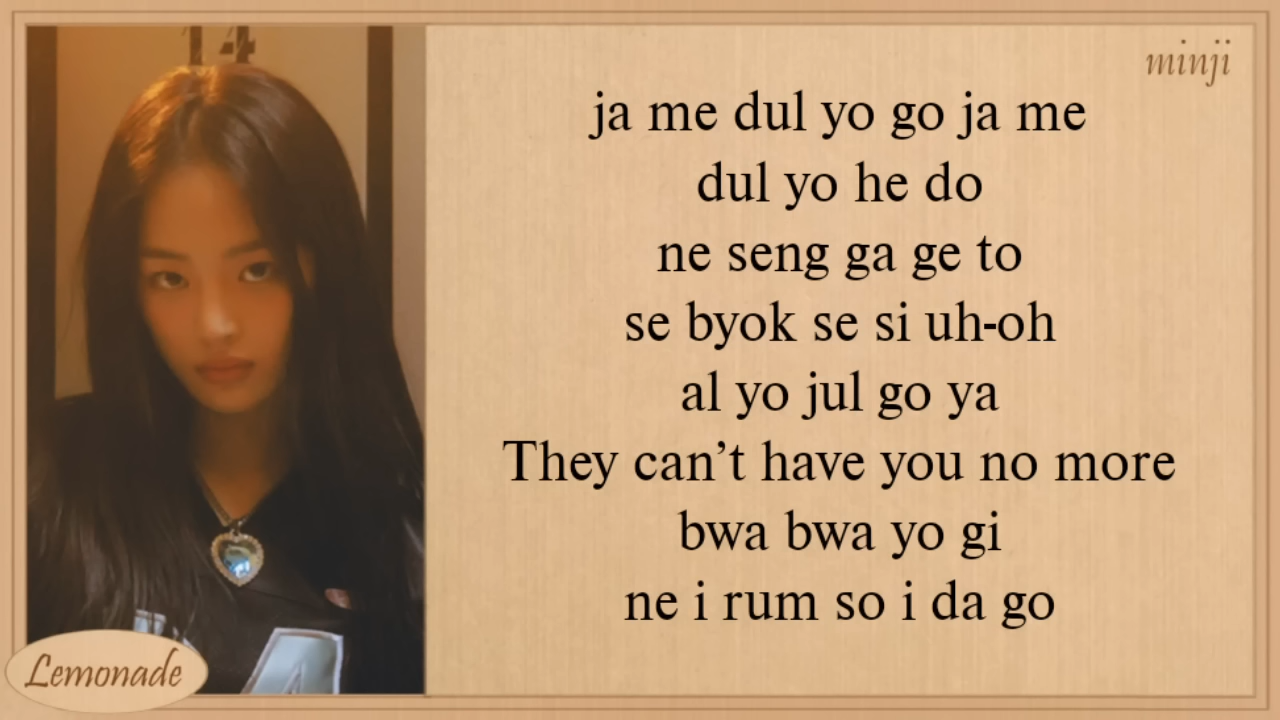 minji
ja me dul yo go ja me
dul yo he do
ne seng ga ge to
se byok se si uh-oh
al yo jul go ya
They can’t have you no more
bwa bwa yo gi
ne i rum so i da go
Lemonade